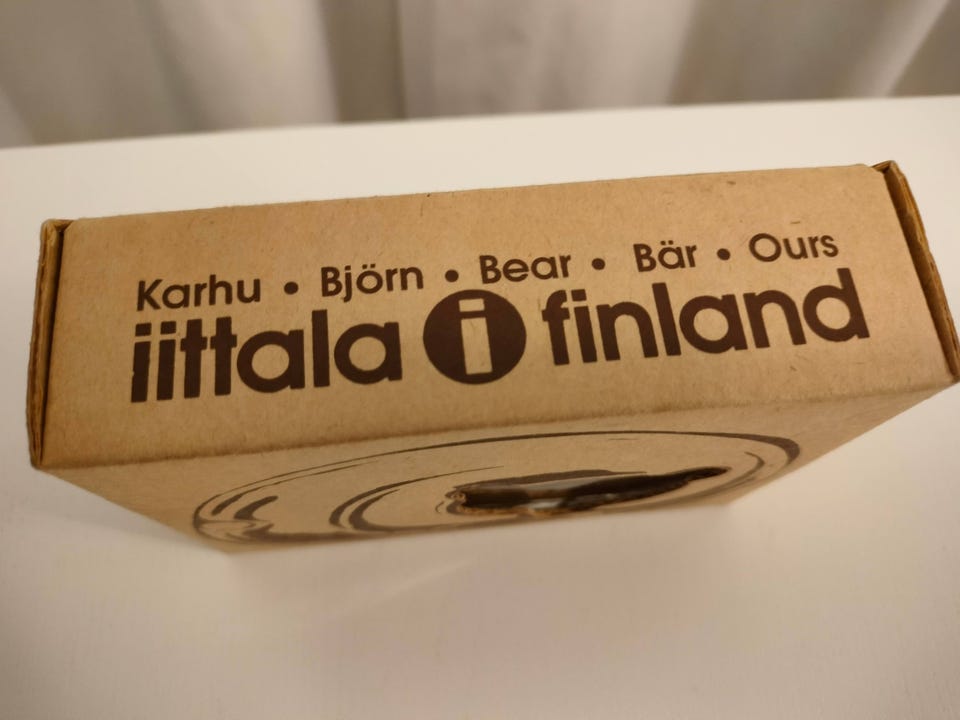 Karhu • Björn • Bear • Bär • Ours
iittala i finland